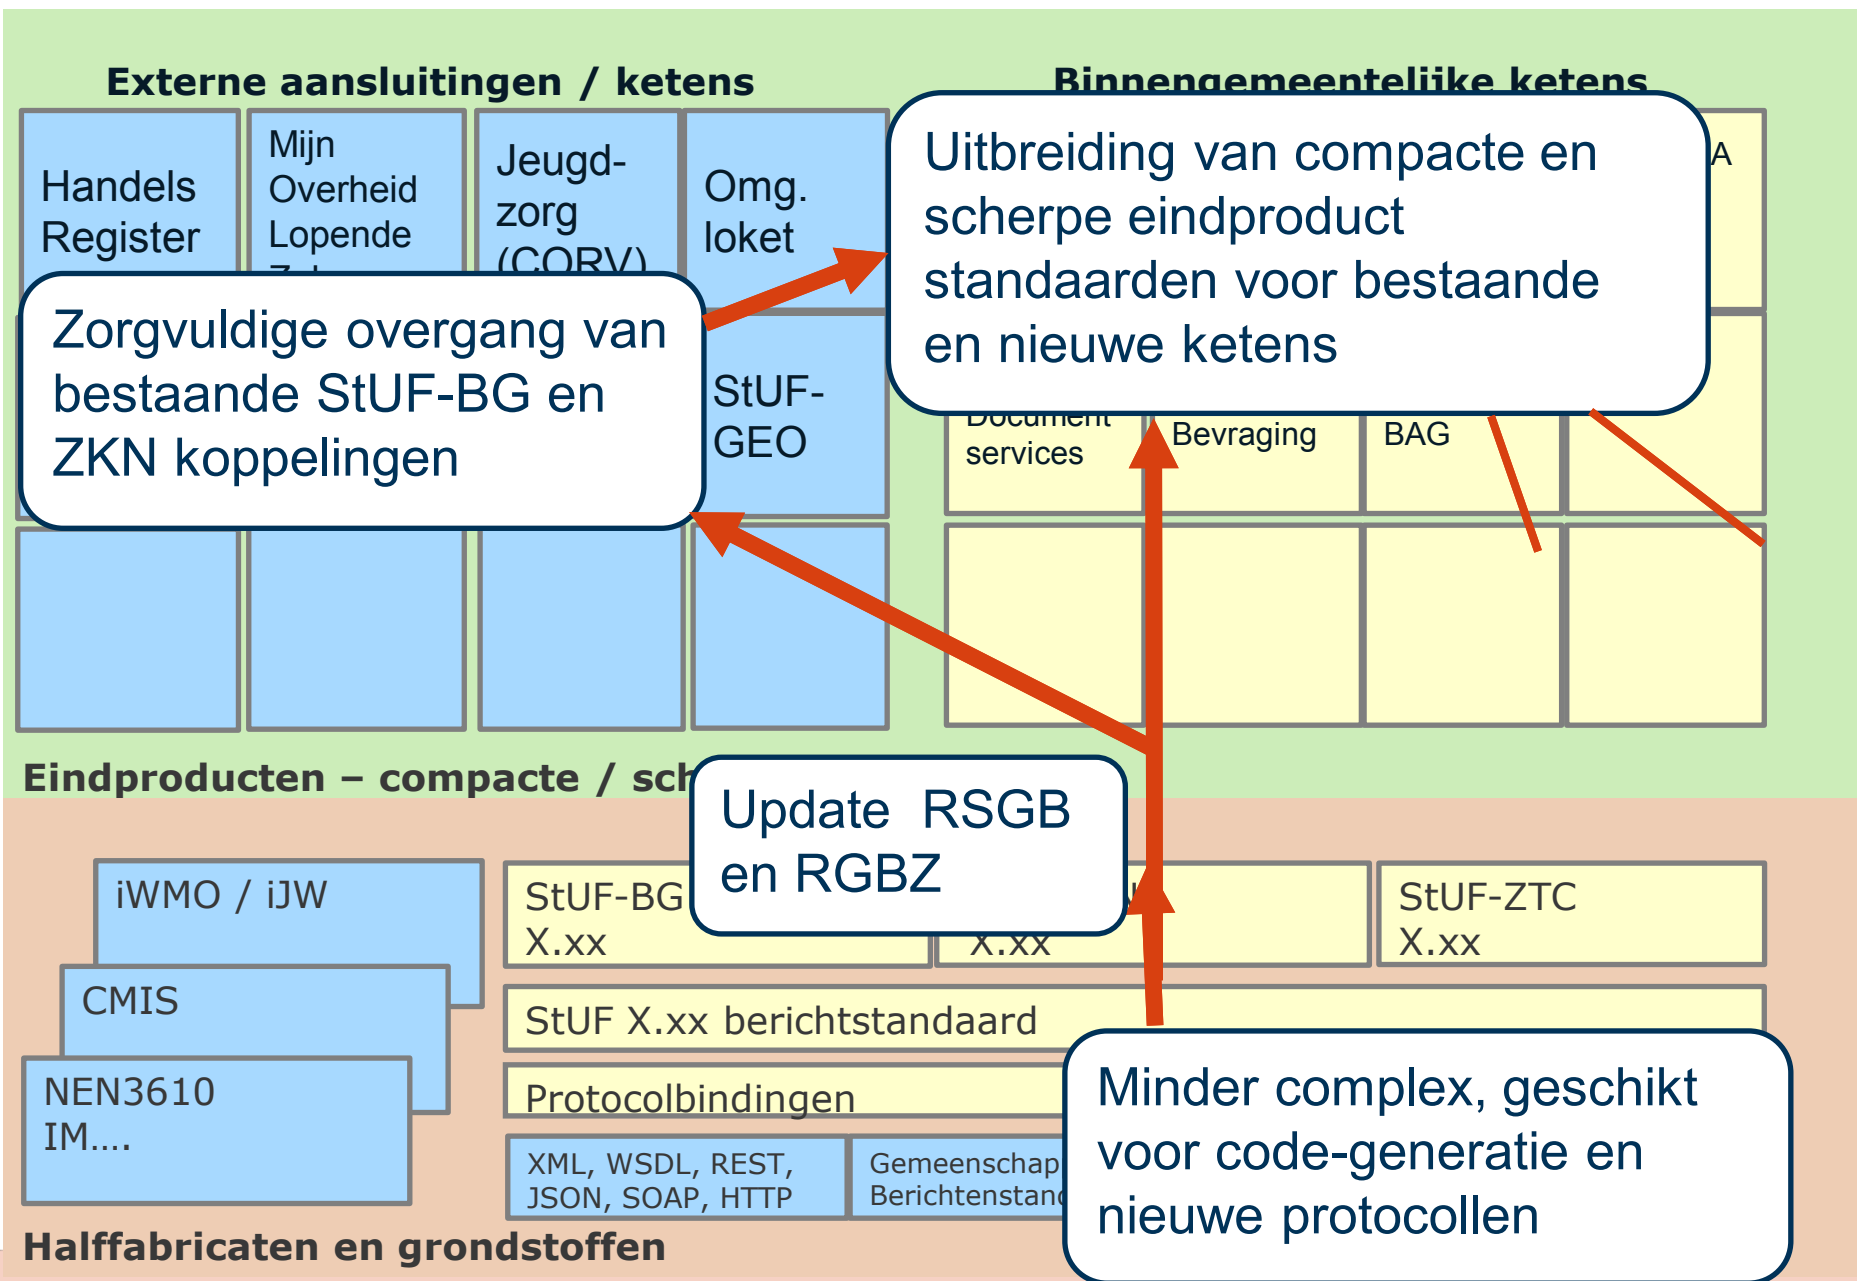 Externe aansluitingen / ketens
Binnengemeentelijke ketens
Handels
Register
Mijn
Overheid
Lopende
Jeugd-
zorg
(CORV)
Omg.
loket
A
Uitbreiding van compacte en
scherpe eindproduct
standaarden voor bestaande
en nieuwe ketens
Zorgvuldige overgang van
bestaande StUF-BG en
ZKN koppelingen
StUF-
GEO
Document
services
Bevraging
BAG
Eindproducten – compacte / sch
Update RSGB
en RGBZ
iWMO / iJW
CMIS
NEN3610
IM....
StUF-BG
X.xx
X.xx
StUF-ZTC
X.xx
StUF X.xx berichtstandaard
Protocolbindingen
XML, WSDL, REST,
JSON, SOAP, HTTP
Gemeenschap
Berichtenstand
Minder complex, geschikt
voor code-generatie en
nieuwe protocollen
Halffabricaten en grondstoffen